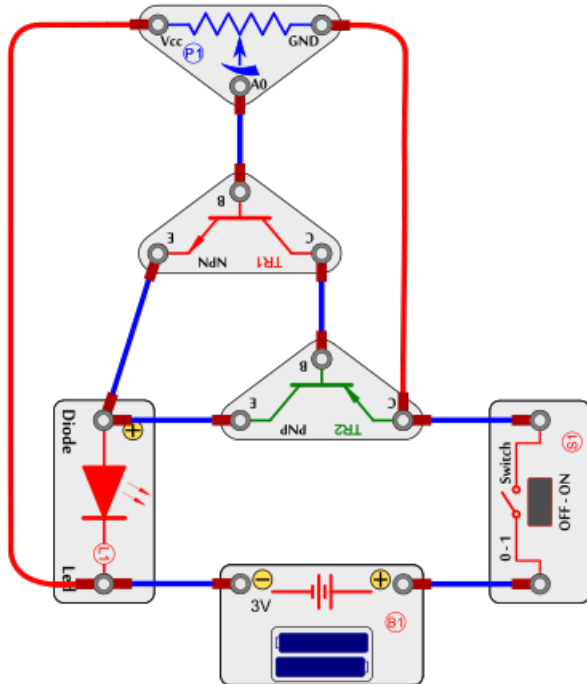 Vcc
GND
P1
A0
B
E
C
NPN
TR1
B
E
C
PNP
TR2
Diode
+
L1
Led
S1
Switch
OFF - ON
0 - 1
−
+
3V
B1